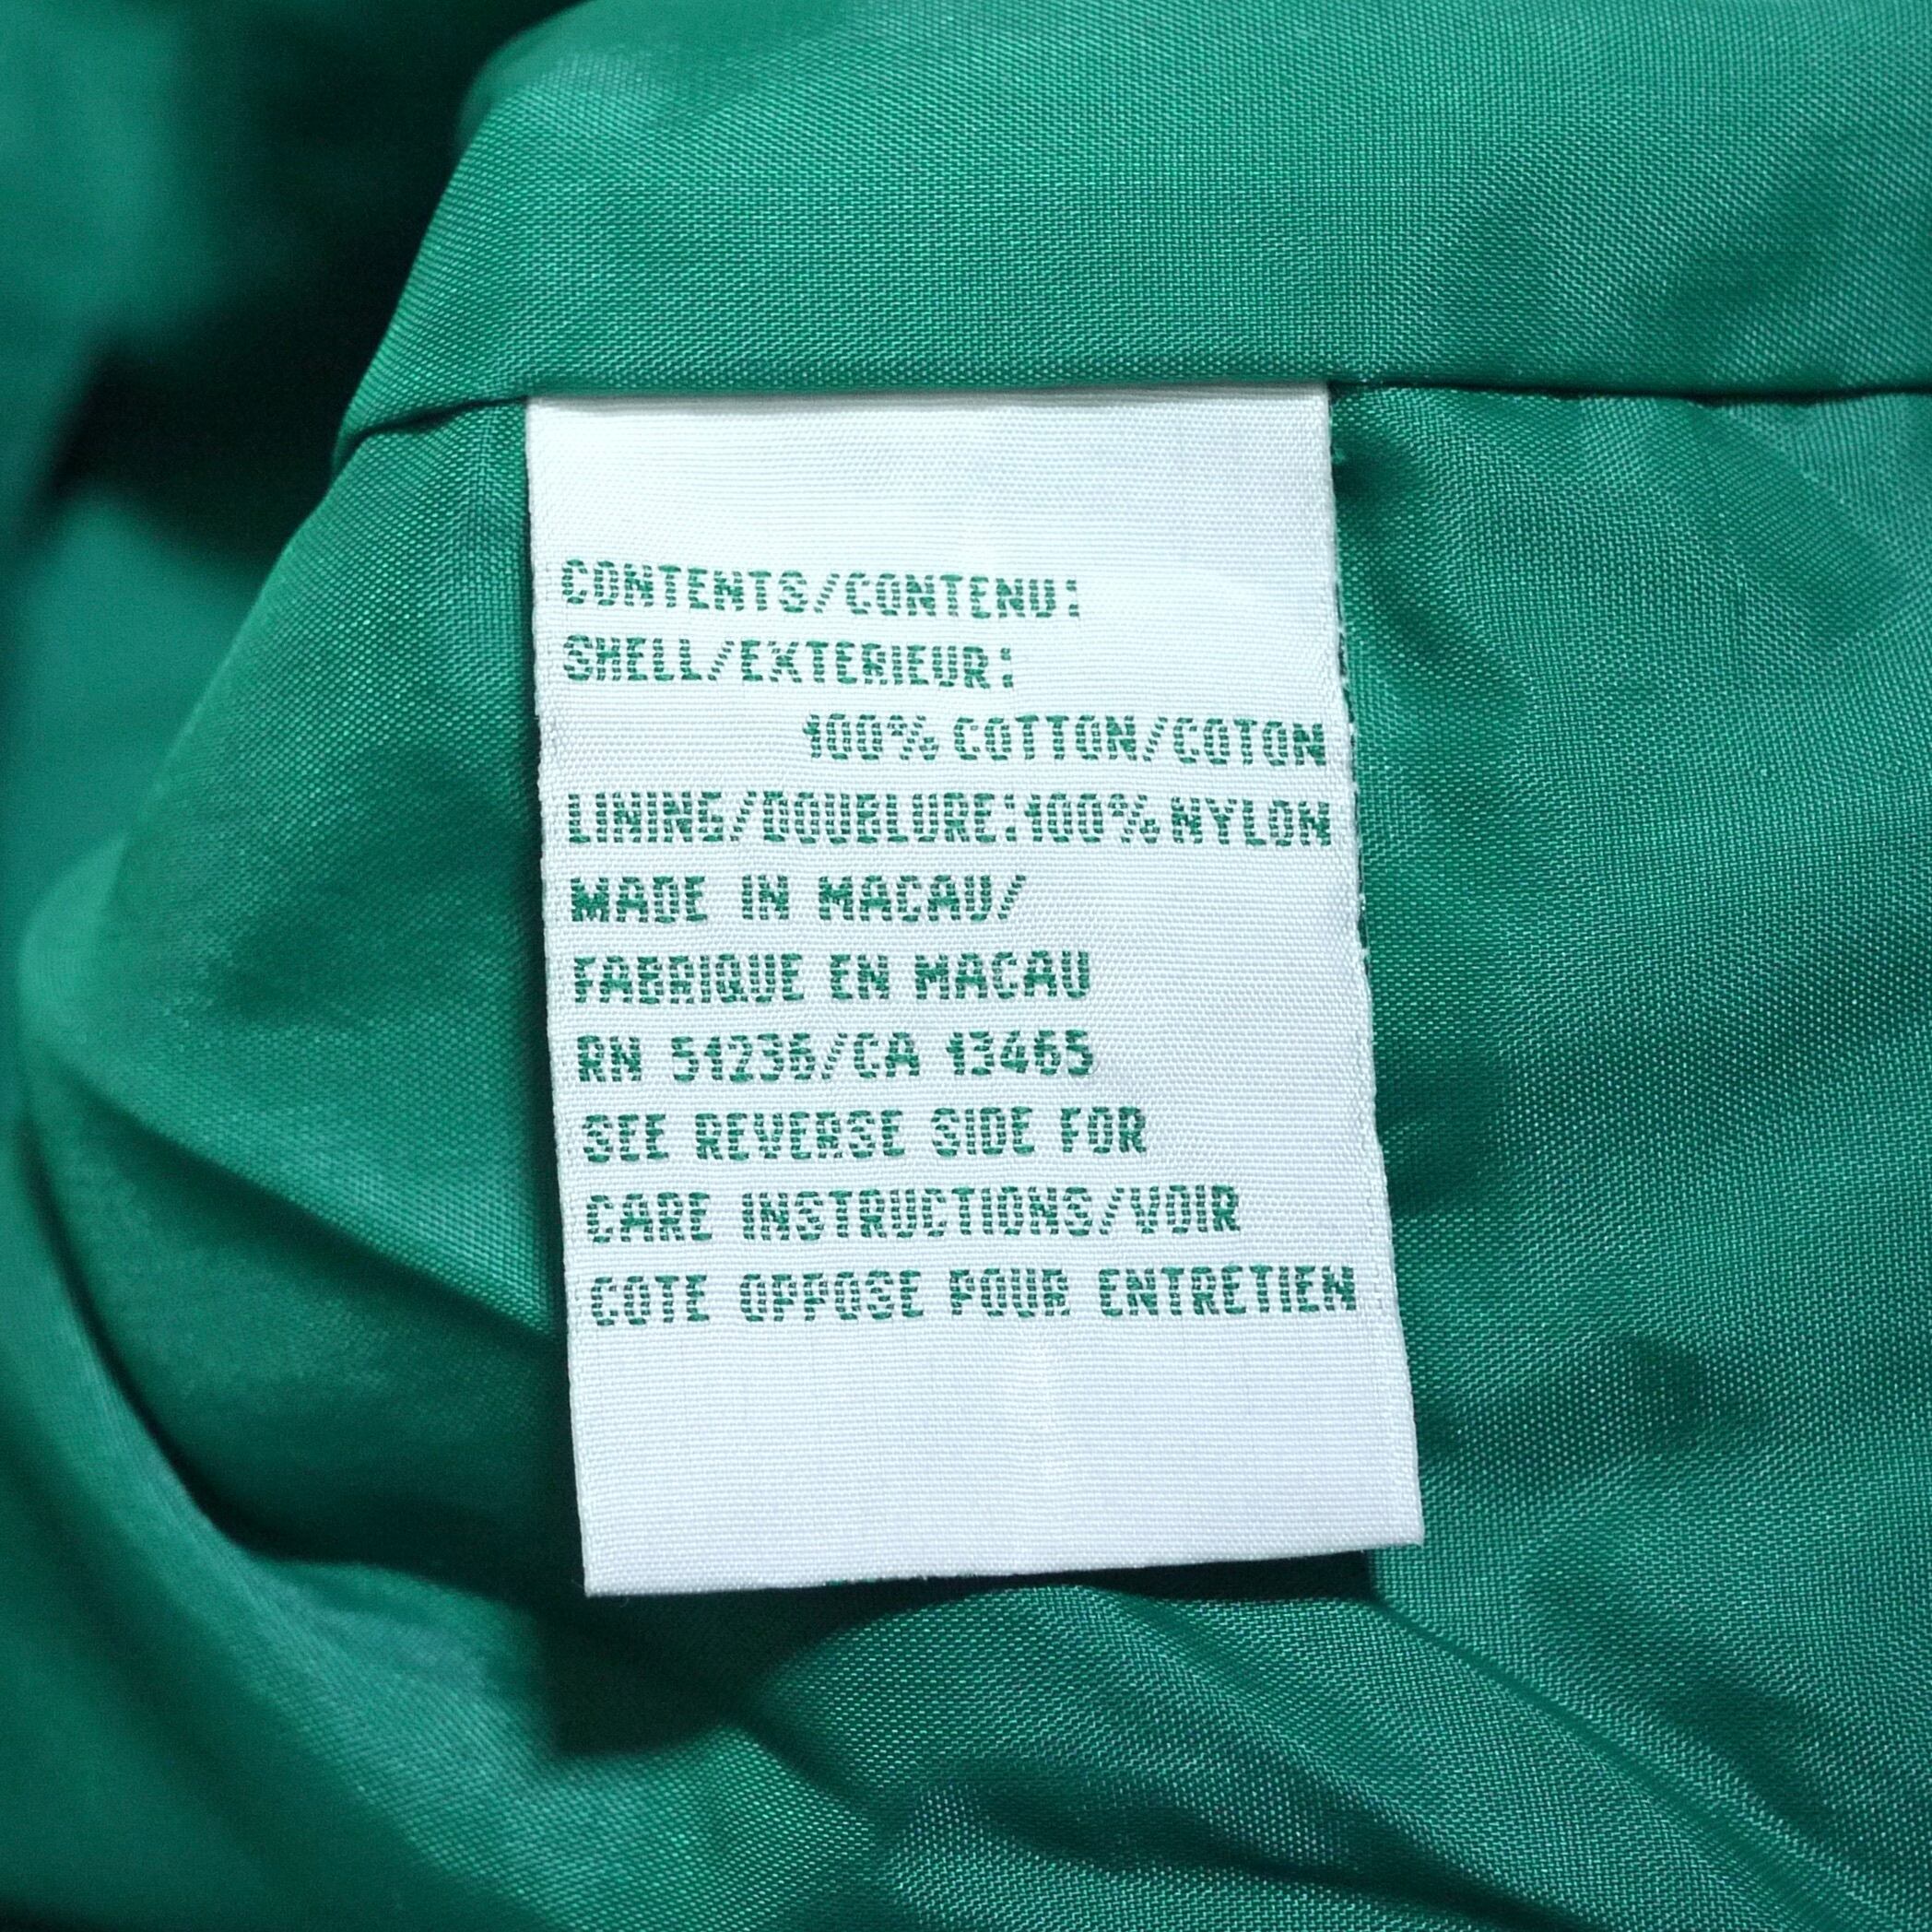 CONTENTS/CONTENU:
SHELL/EXTERIEUR:
100% COTTON/COTON
LINING/DOUBLURE:100% NYLON
MADE IN MACAU/
FABRIQUE EN MACAU
RN 51236/CA 13465
SEE REVERSE SIDE FOR
CARE INSTRUCTIONS/VOIR
COTE OPPOSE POUR ENTRETIEN